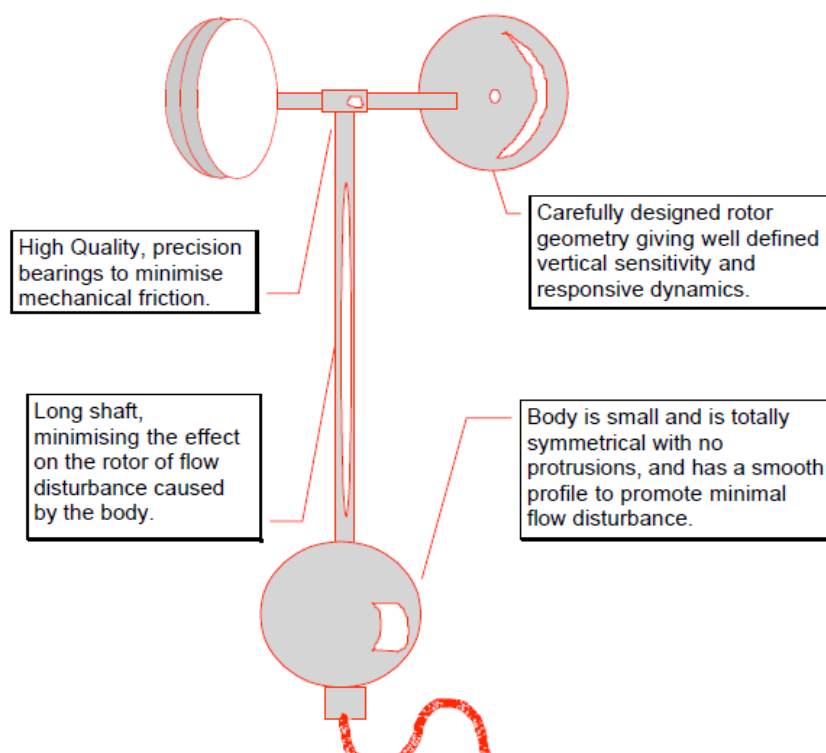 High Quality, precision
bearings to minimise
mechanical friction.
Carefully designed rotor
geometry giving well defined
vertical sensitivity and
responsive dynamics.
Long shaft,
minimising the effect
on the rotor of flow
disturbance caused
by the body.
Body is small and is totally
symmetrical with no
protrusions, and has a smooth
profile to promote minimal
flow disturbance.